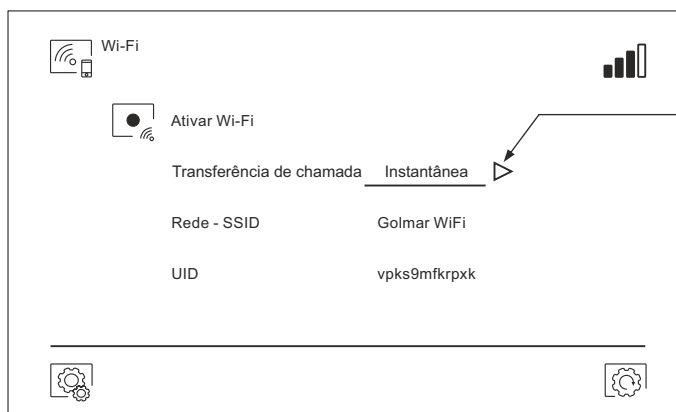 Wi-Fi
Ativar Wi-Fi
Transferência de chamada Instantânea
Rede - SSID Golmar WiFi
UID vpks9mfkrpxk